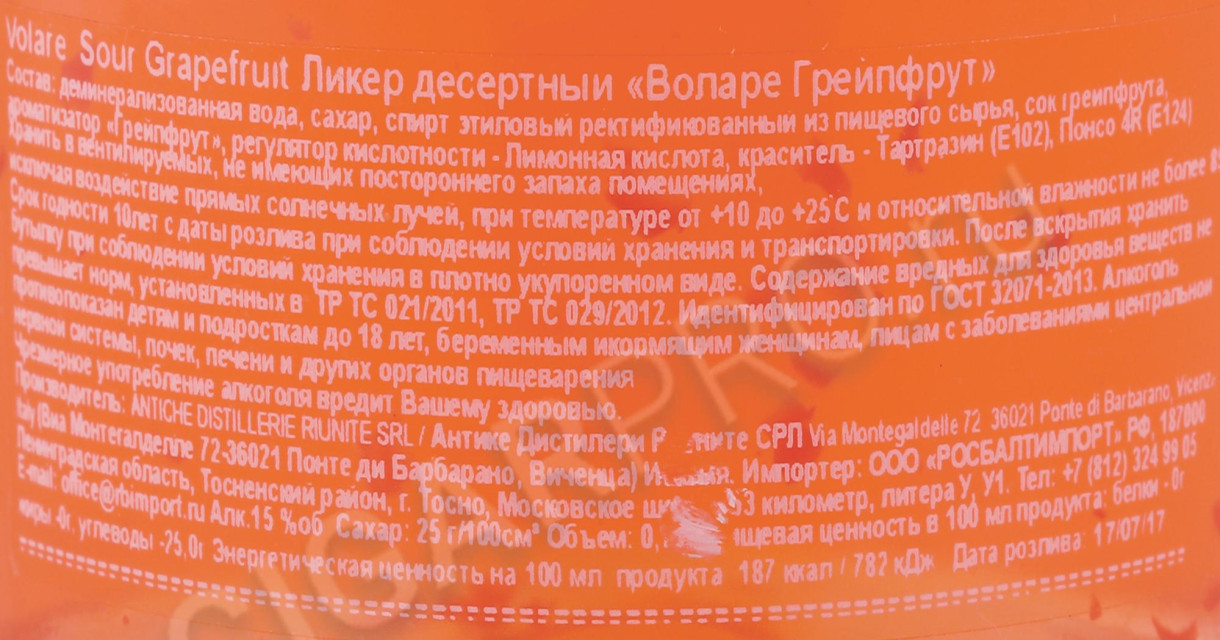 Volare Sour Grapefruit Ликер десертный «Воларе Грейпфрут»
Состав: деминерализованная вода, сахар, спирт этиловый ректификованный из пищевого сырья, сок грейпфрута,
ароматизатор «Грейпфрут», регулятор кислотности - Лимонная кислота, краситель - Тартразин (Е102), Понсо 4R (Е124)
Хранить в вентилируемых, не имеющих постороннего запаха помещениях,
исключая воздействие прямых солнечных лучей, при температуре от +10 до +25˚С и относительной влажности не более
Срок годности 10лет с даты розлива при соблюдении условий хранения и транспортировки. После вскрытия хранить
бутылку при соблюдении условий хранения в плотно укупоренном виде. Содержание вредных для здоровья веществ не
превышает норм, установленных в ТР ТС 021/2011, ТР ТС 029/2012. Идентифицирован по ГОСТ 32071-2013. Алкоголь
противопоказан детям и подросткам до 18 лет, беременным икормящим женщинам, лицам с заболеваниями центральной
нервной системы, почек, печени и других органов пищеварения
Чрезмерное употребление алкоголя вредит Вашему здоровью.
Производитель: ANTICHE DISTILLERIE RIUNITE SRL / Антике Дистилери СРЛ Via Montegaldelle 72 36021 Ponte di Barbarano, Vicenz
Italy (Виа Монтегалделле 72-36021 Понте ди Барбарано, Виченца) Импортер: ООО «РОСБАЛТИМПОРТ» РФ, 187000
Ленинградская область, Тосненский район, г. Тосно, Московское 53 километр, литера У, У1. Тел: +7 (812) 324 99 05
E-mail: office@rbimport.ru Алк.15 %об Сахар: 25 г/100см³ Объем: 0, ценность в 100 мл продукта: белки - 0г
жиры -0г, углеводы -25,0г Энергетическая ценность на 100 мл продукта 187 ккал / 782 кДж Дата розлива 17/07/17
CIGARPRO.ru